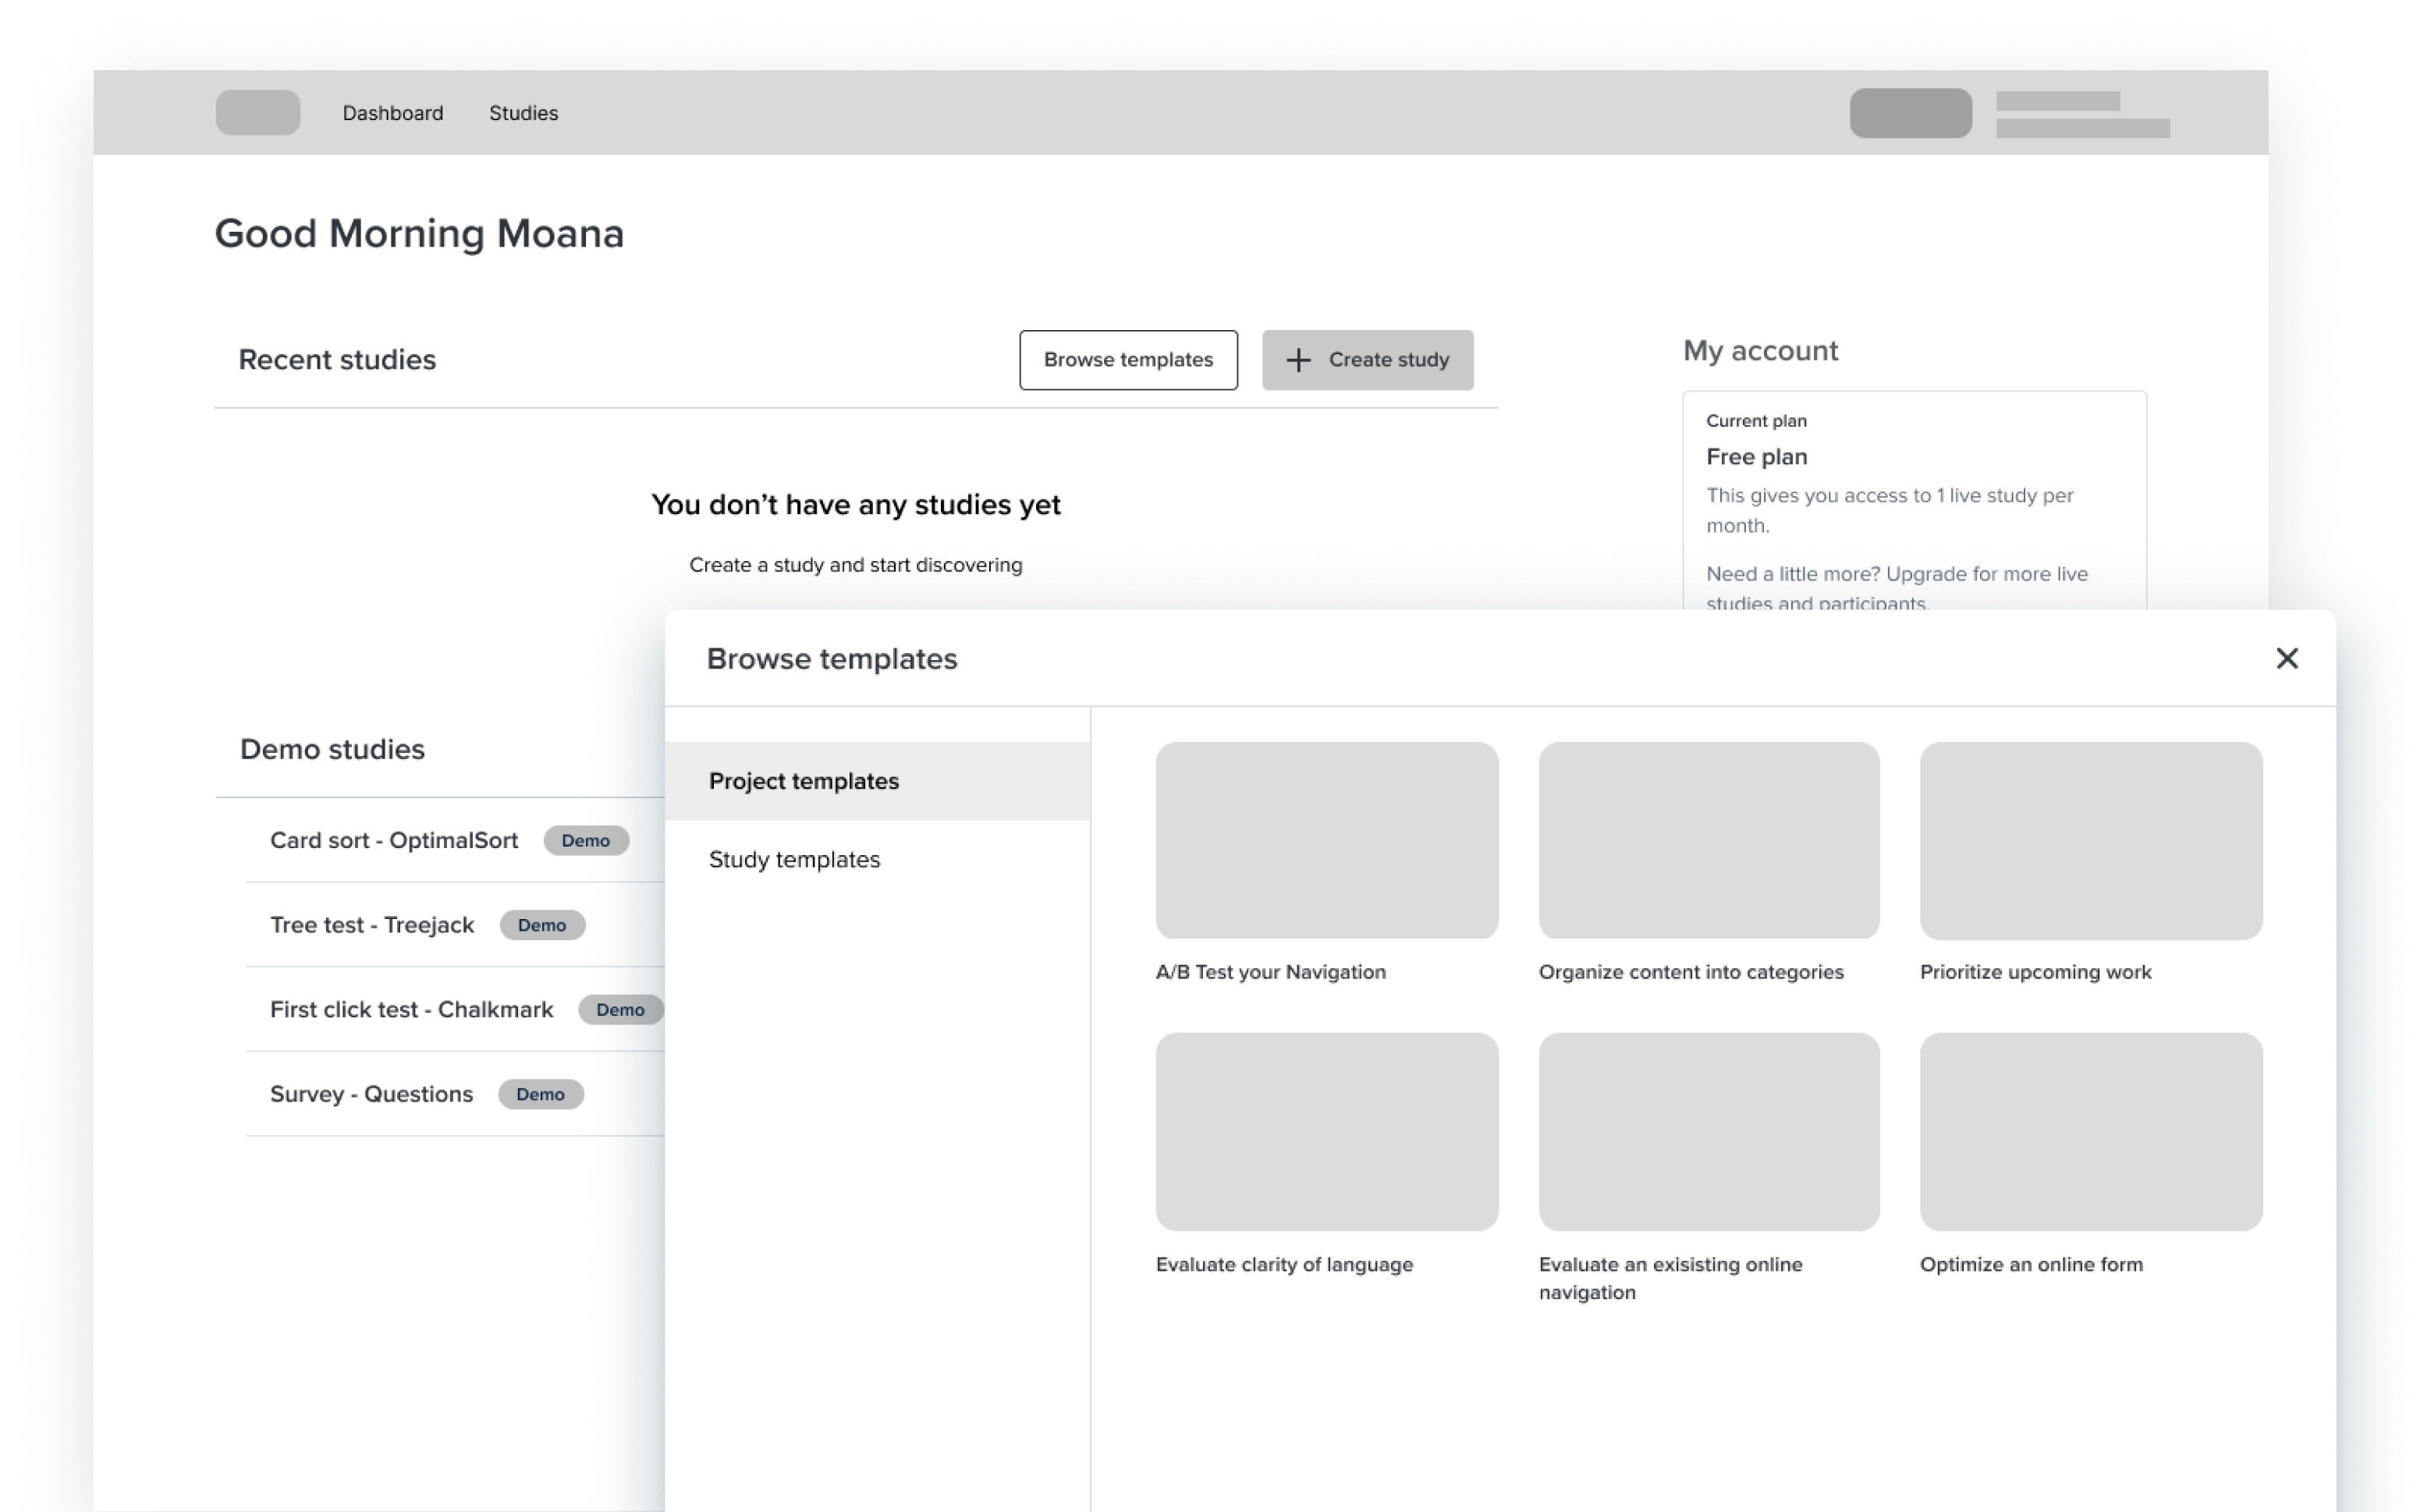 Dashboard
Studies
Good Morning Moana
Recent studies
Browse templates
Create study
You don’t have any studies yet
Create a study and start discovering
My account
Current plan
Free plan
This gives you access to 1 live study per
month.
Need a little more? Upgrade for more live
studies and participants.
Demo studies
Card sort - OptimalSort
Demo
Tree test - Treejack
Demo
First click test - Chalkmark
Demo
Survey - Questions
Demo
Browse templates
Project templates
Study templates
A/B Test your Navigation
Organize content into categories
Prioritize upcoming work
Evaluate clarity of language
Evaluate an exisisting online
navigation
Optimize an online form